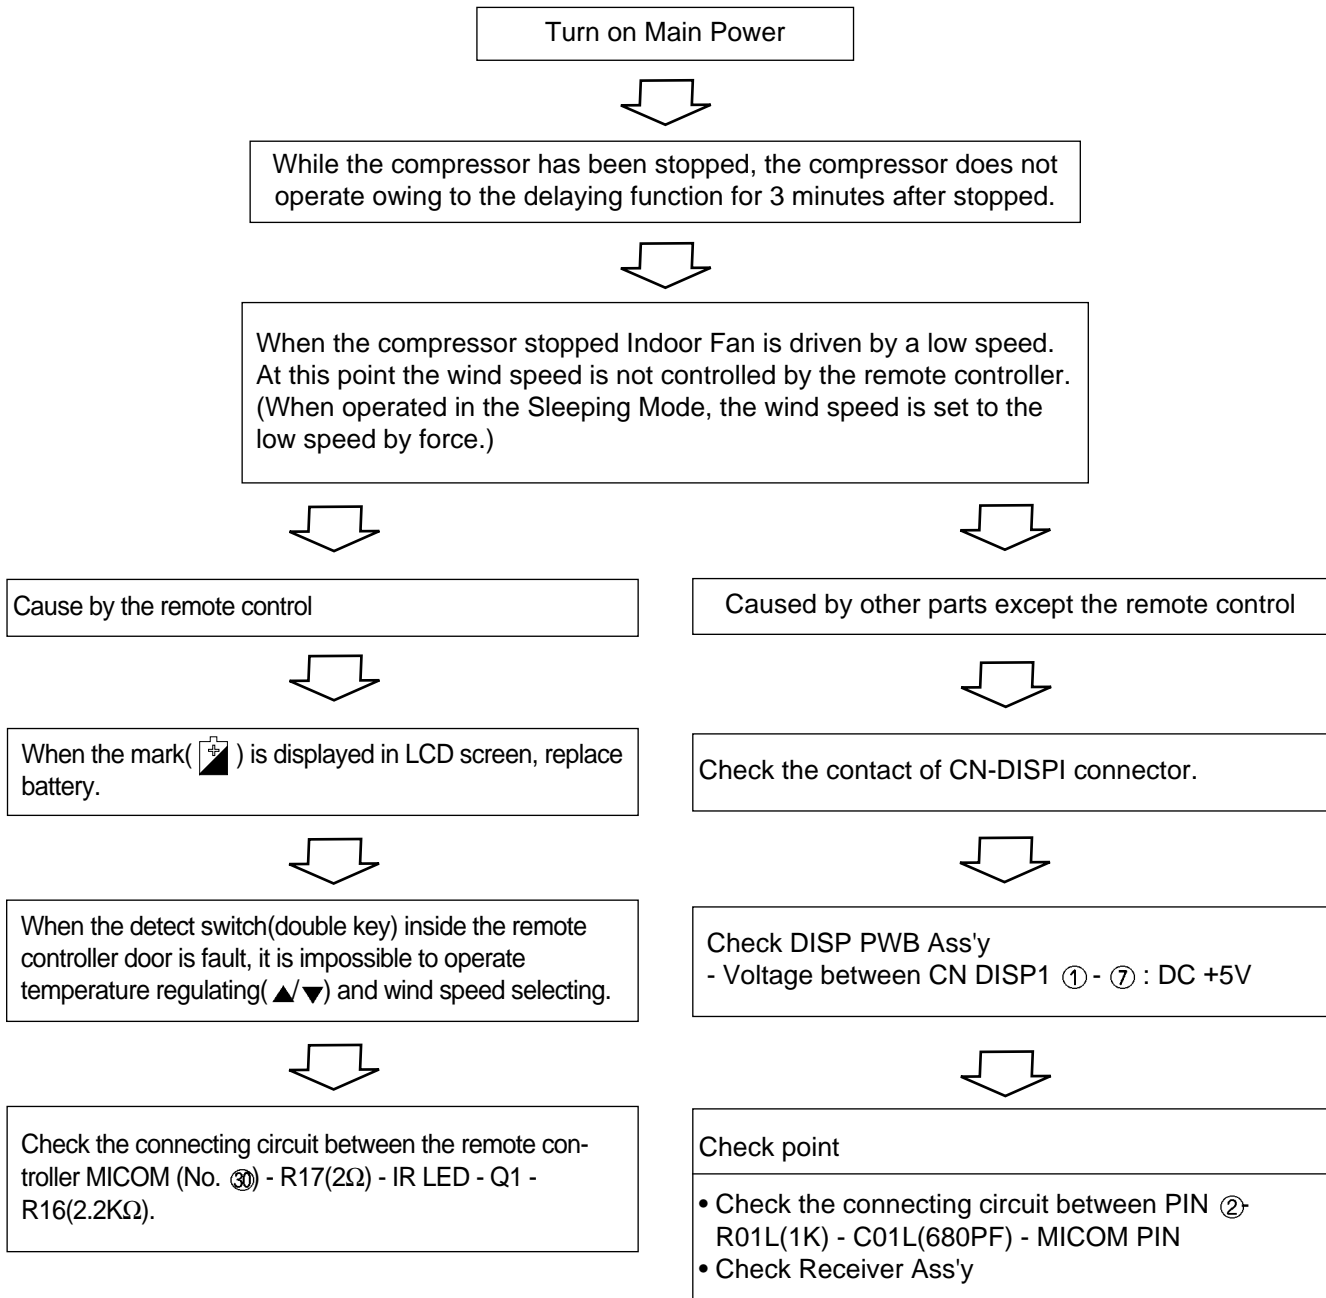 Turn on Main Power
While the compressor has been stopped, the compressor does not
operate owing to the delaying function for 3 minutes after stopped.
When the compressor stopped Indoor Fan is driven by a low speed.
At this point the wind speed is not controlled by the remote controller.
(When operated in the Sleeping Mode, the wind speed is set to the
low speed by force.)
Cause by the remote control
When the mark( ) is displayed in LCD screen, replace
battery.
When the detect switch(double key) inside the remote
controller door is fault, it is impossible to operate
temperature regulating(▲/▼) and wind speed selecting.
Check the connecting circuit between the remote con-
troller MICOM (No. ㉚) - R17(2Ω) - IR LED - Q1 -
R16(2.2KΩ).
Caused by other parts except the remote control
Check the contact of CN-DISPI connector.
Check DISP PWB Ass'y
- Voltage between CN DISP1 ① - ⑦ : DC +5V
Check point
• Check the connecting circuit between PIN ②-
R01L(1K) - C01L(680PF) - MICOM PIN
• Check Receiver Ass'y